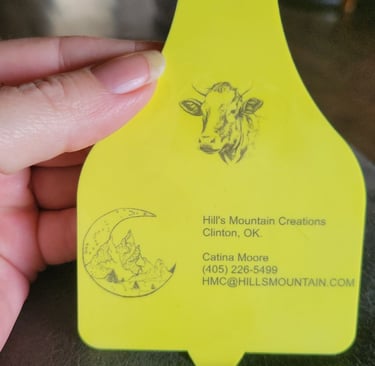 Hill's Mountain Creations
Clinton, OK.
Catina Moore
(405) 226-5499
HMC@HILLSMOUNTAIN.COM